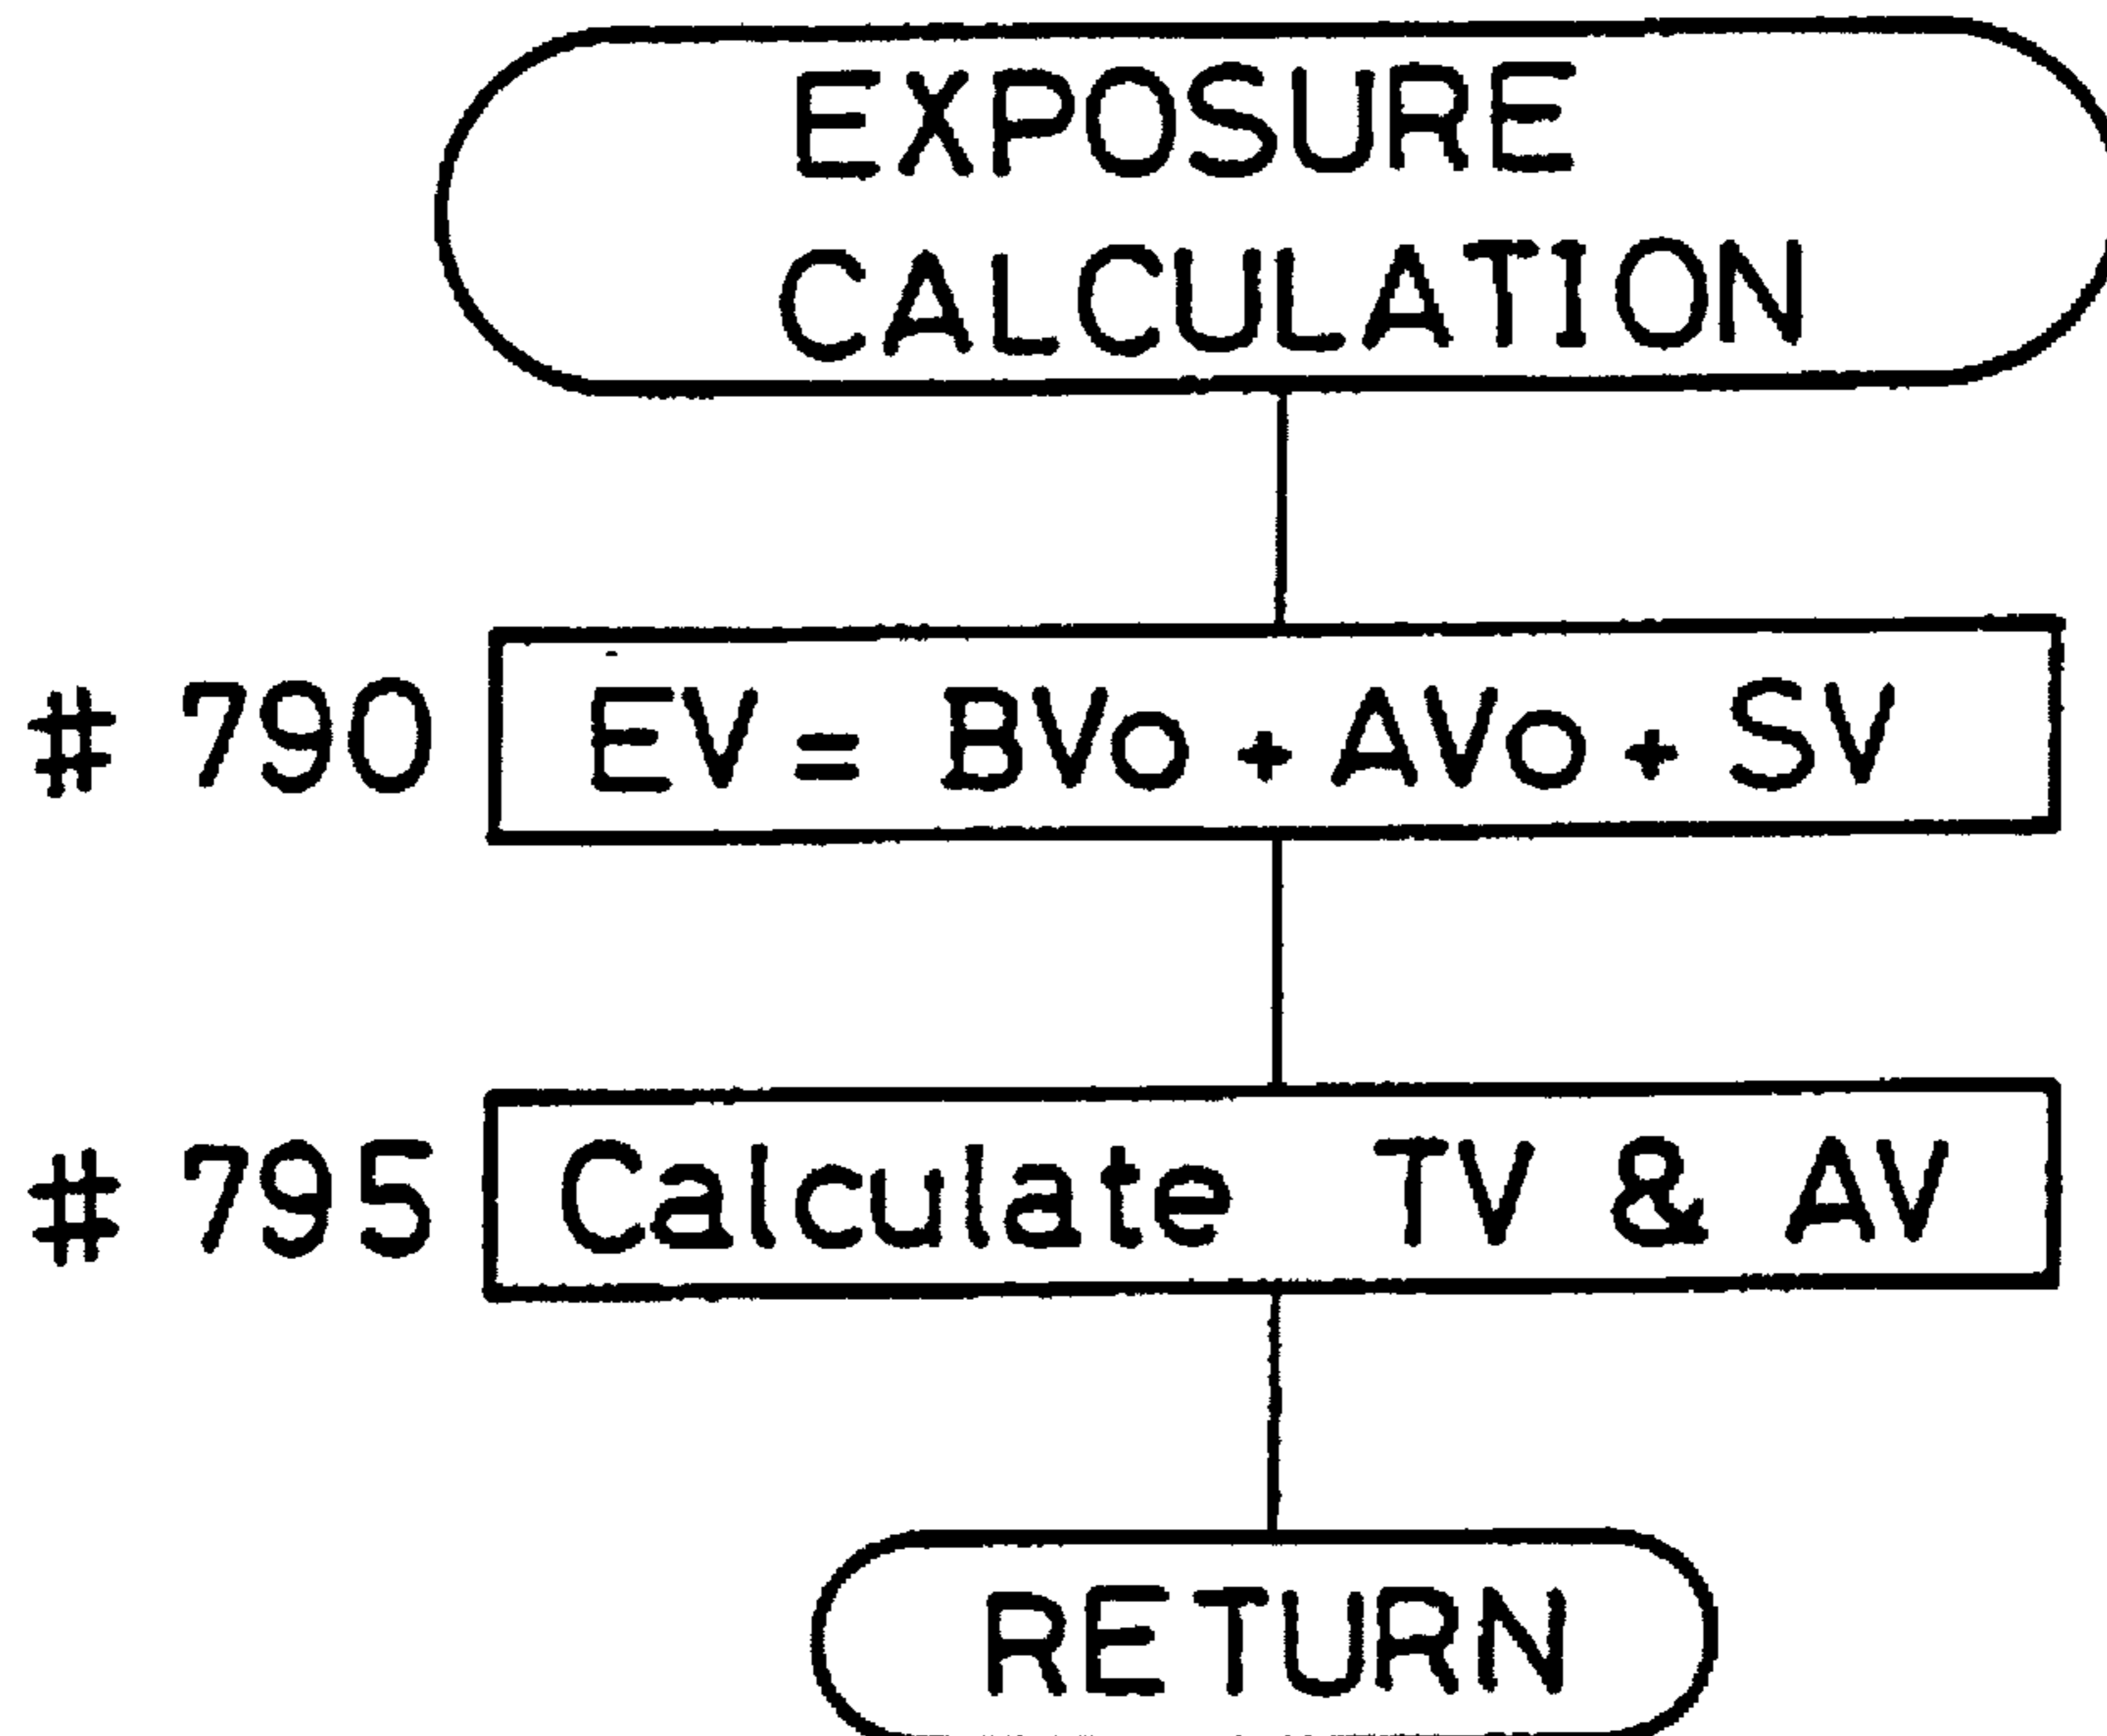 EXPOSURE
CALCULATION
# 790 EV = BVo + AVo + SV
# 795 Calculate TV & AV
RETURN